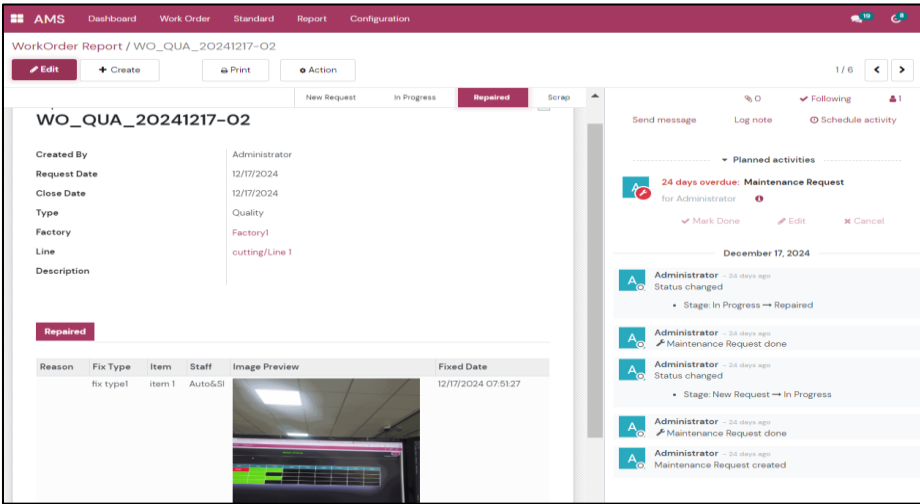 AMS Dashboard Work Order Standard Report Configuration 19 8
WorkOrder Report / WO_QUA_20241217-02
Edit + Create Print Action 1 / 6
New Request In Progress Repaired Scrap
WO_QUA_20241217-02
Created By Administrator
Request Date 12/17/2024
Close Date 12/17/2024
Type Quality
Factory Factory1
Line cutting/Line 1
Description
Repaired
Reason Fix Type Item Staff Image Preview Fixed Date
fix type1 item 1 Auto&SI 12/17/2024 07:51:27
0 Following 1
Send message Log note Schedule activity
Planned activities
A 24 days overdue: Maintenance Request
for Administrator
Mark Done Edit Cancel
December 17, 2024
A Administrator - 24 days ago
Status changed
• Stage: In Progress → Repaired
A Administrator - 24 days ago
Maintenance Request done
A Administrator - 24 days ago
Status changed
• Stage: New Request → In Progress
A Administrator - 24 days ago
Maintenance Request done
A Administrator - 24 days ago
Maintenance Request created